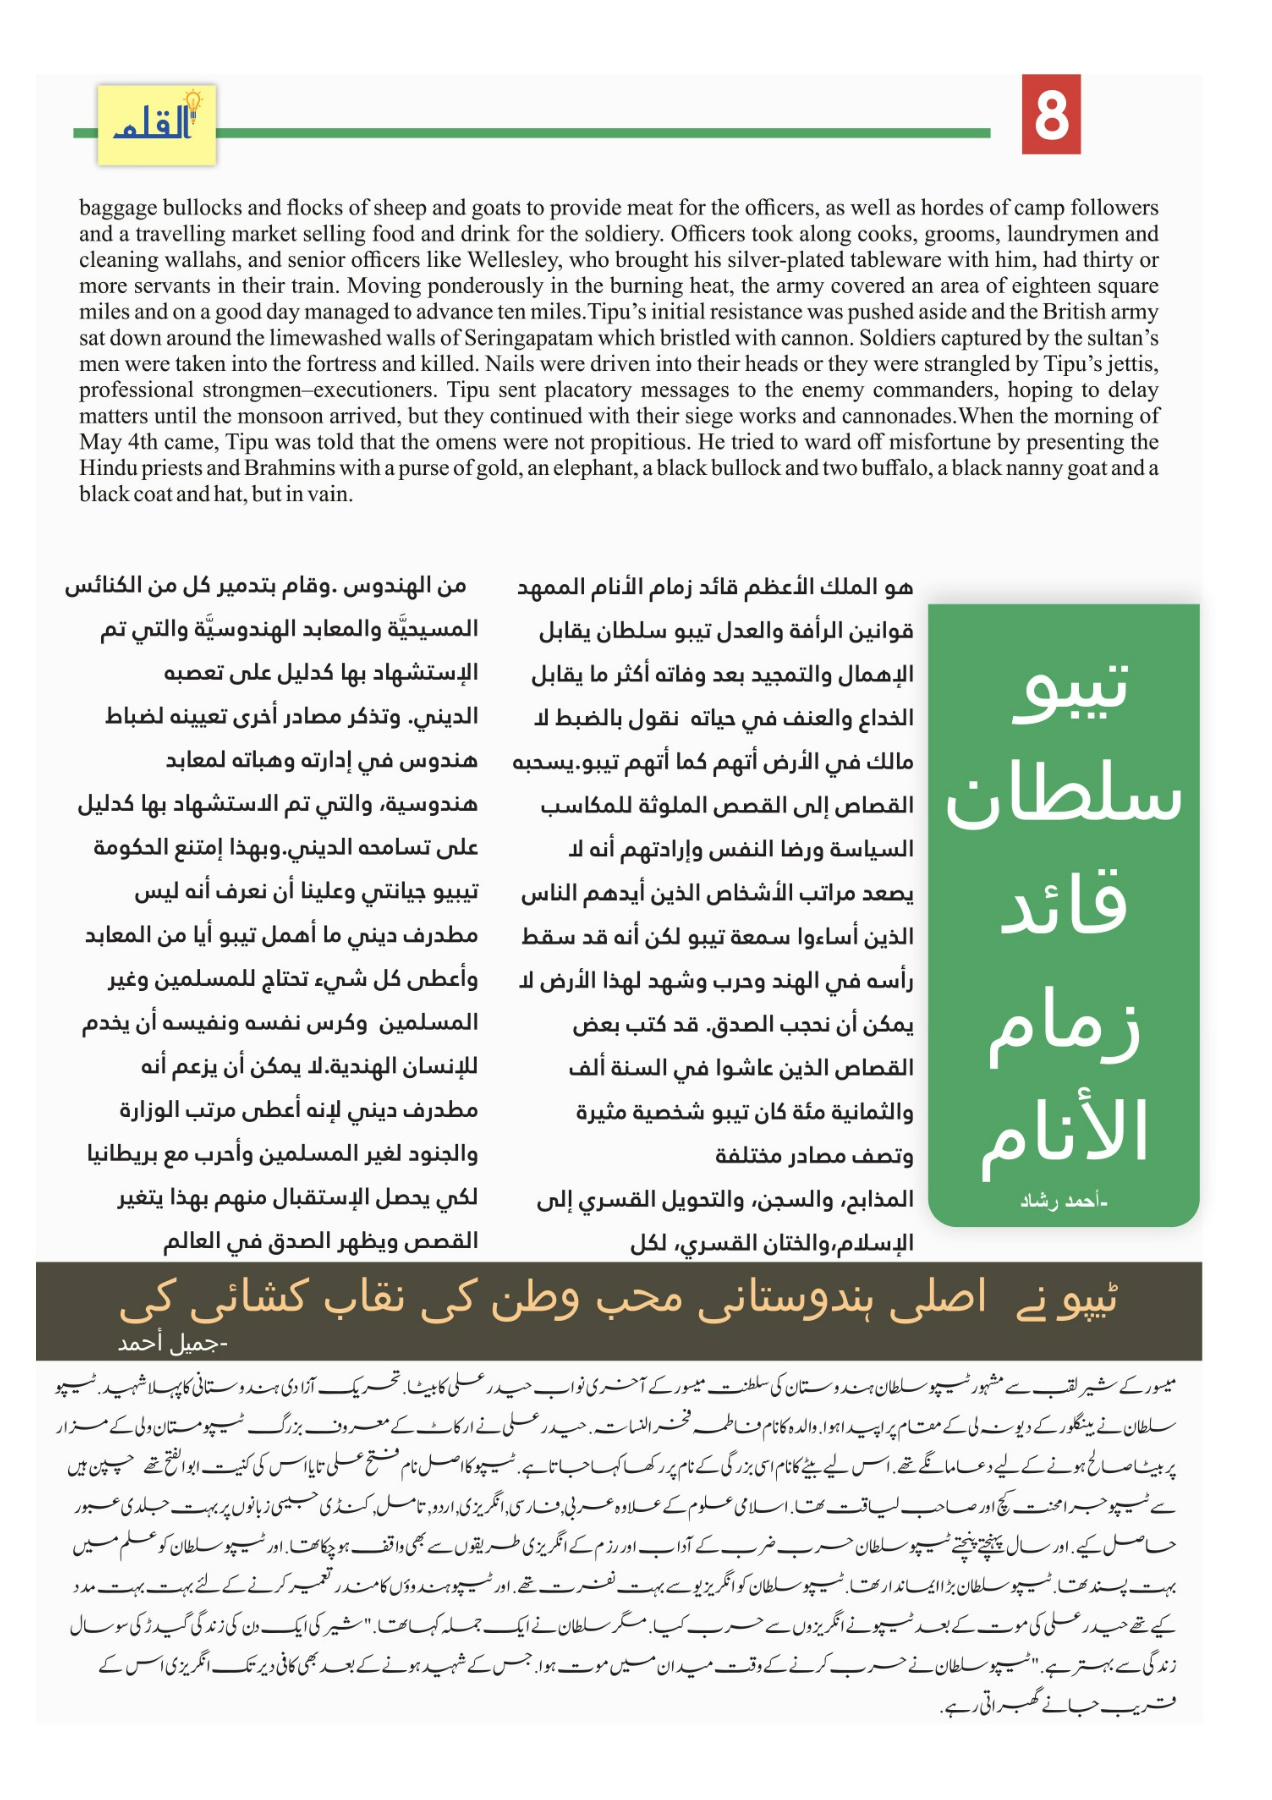 القلم
8
baggage bullocks and flocks of sheep and goats to provide meat for the officers, as well as hordes of camp followers
and a travelling market selling food and drink for the soldiery. Officers took along cooks, grooms, laundrymen and
cleaning wallahs, and senior officers like Wellesley, who brought his silver-plated tableware with him, had thirty or
more servants in their train. Moving ponderously in the burning heat, the army covered an area of eighteen square
miles and on a good day managed to advance ten miles.Tipu’s initial resistance was pushed aside and the British army
sat down around the limewashed walls of Seringapatam which bristled with cannon. Soldiers captured by the sultan’s
men were taken into the fortress and killed. Nails were driven into their heads or they were strangled by Tipu’s jettis,
professional strongmen–executioners. Tipu sent placatory messages to the enemy commanders, hoping to delay
matters until the monsoon arrived, but they continued with their siege works and cannonades.When the morning of
May 4th came, Tipu was told that the omens were not propitious. He tried to ward off misfortune by presenting the
Hindu priests and Brahmins with a purse of gold, an elephant, a black bullock and two buffalo, a black nanny goat and a
black coat and hat, but in vain.
تيبو
سلطان
قائد
زمام
الأنام
-أحمد رشاد
هو الملك الأعظم قائد زمام الأنام الممهد
قوانين الرأفة والعدل تيبو سلطان يقابل
الإهمال والتمجيد بعد وفاته أكثر ما يقابل
الخداع والعنف في حياته نقول بالضبط لا
مالك في الأرض أتهم كما أتهم تيبو.يسحبه
القصاص إلى القصص الملوثة للمكاسب
السياسة ورضا النفس وإرادتهم أنه لا
يصعد مراتب الأشخاص الذين أيدهم الناس
الذين أساءوا سمعة تيبو لكن أنه قد سقط
رأسه في الهند وحرب وشهد لهذا الأرض لا
يمكن أن نحجب الصدق. قد كتب بعض
القصاص الذين عاشوا في السنة ألف
والثمانية مئة كان تيبو شخصية مثيرة
وتصف مصادر مختلفة
المذابح، والسجن، والتحويل القسري إلى
الإسلام،والختان القسري، لكل
من الهندوس .وقام بتدمير كل من الكنائس
المسيحيَّة والمعابد الهندوسيَّة والتي تم
الإستشهاد بها كدليل على تعصبه
الديني. وتذكر مصادر أخرى تعيينه لضباط
هندوس في إدارته وهباته لمعابد
هندوسية، والتي تم الاستشهاد بها كدليل
على تسامحه الديني.وبهذا إمتنع الحكومة
تيبيو جيانتي وعلينا أن نعرف أنه ليس
مطدرف ديني ما أهمل تيبو أيا من المعابد
وأعطى كل شيء تحتاج للمسلمين وغير
المسلمين وكرس نفسه ونفيسه أن يخدم
للإنسان الهندية.لا يمكن أن يزعم أنه
مطدرف ديني لإنه أعطى مرتب الوزارة
والجنود لغير المسلمين وأحرب مع بريطانيا
لكي يحصل الإستقبال منهم بهذا يتغير
القصص ويظهر الصدق في العالم
ٹیپو نے اصلی ہندوستانی محب وطن کی نقاب کشائی کی
-جميل أحمد
میسور کے شیر لقب سے مشہور ٹیپو سلطان ہندوستان کی سلطنت میسور کے آخری نواب حیدر علی کا بیٹا. تحریک آزادی ہندوستانی کا پہلا شہید. ٹیپو
سلطان نے بینگلور کے دیونہ لی کے مقام پر اپیدا ہوا. والدہ کا نام فاطمہ فخر النسات. حیدر علی نے ارکاٹ کے معروف بزرگ ٹیپو مستان ولی کے مزار
پر بیٹا صالح ہونے کے لیے دعا مانگے تھے. اس لیے بیٹے کا نام اسی بزرگی کے نام پر رکھا کہا جاتا ہے. ٹیپو کا اصل نام فتح علی تایا اس کی کنیت ابو الفتح تھے چپن ہیں
سے ٹیپو جرا محنت کچ اور صاحب لیاقت تھا. اسلامی علوم کے علاوہ عربی, فارسی, انگریزی, اردو, تامل, کنڈی جیسی زبانوں پر بہت جلدی عبور
حاصل کیے. اور سال پہنچتے پنچتے ٹیپو سلطان حرب ضرب کے آداب اور رزم کے انگریزی طریقوں سے بھی واقف ہو چکا تھا. اور ٹیپو سلطان کو علم میں
بہت پسند تھا. ٹیپو سلطان بڑا ایماندار تھا. ٹیپو سلطان کو انگریزیو سے بہت نفرت تھے. اور ٹیپو ہندوؤں کا مندر تعمیر کرنے کے لئے بہت بہت مدد
کیے تھے حیدر علی کی موت کے بعد ٹیپو نے انگریزوں سے حرب کیا. مگر سلطان نے ایک جملہ کہا تھا. "شیر کی ایک دن کی زندگی گیدڑ کی سو سال
زندگی سے بہتر ہے. "ٹیپو سلطان نے حرب کرنے کے وقت میدان میں موت ہوا. جس کے شہید ہونے کے بعد بھی کافی دیر تک انگریزی اس کے
قریب جانے گھبراتی رہے.